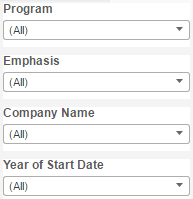 Program
(All)
Emphasis
(All)
Company Name
(All)
Year of Start Date
(All)